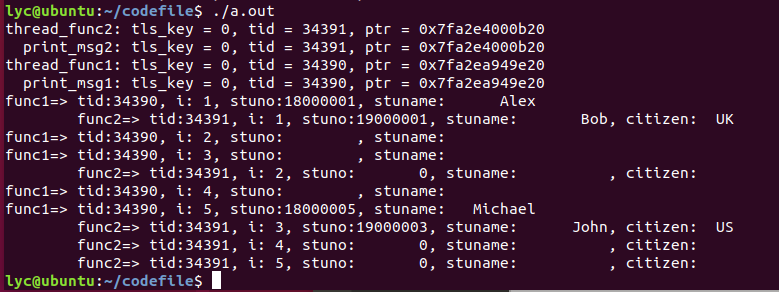 lyc@ubuntu:~/codefile$ ./a.out
thread_func2: tls_key = 0, tid = 34391, ptr = 0x7fa2e4000b20
  print_msg2: tls_key = 0, tid = 34391, ptr = 0x7fa2e4000b20
thread_func1: tls_key = 0, tid = 34390, ptr = 0x7fa2ea949e20
  print_msg1: tls_key = 0, tid = 34390, ptr = 0x7fa2ea949e20
func1=> tid:34390, i: 1, stuno:18000001, stuname:       Alex
         func2=> tid:34391, i: 1, stuno:19000001, stuname:        Bob, citizen:  UK
func1=> tid:34390, i: 2, stuno:        , stuname:
func1=> tid:34390, i: 3, stuno:        , stuname:
         func2=> tid:34391, i: 2, stuno:       0, stuname:           , citizen:
func1=> tid:34390, i: 4, stuno:        , stuname:
func1=> tid:34390, i: 5, stuno:18000005, stuname:    Michael
         func2=> tid:34391, i: 3, stuno:19000003, stuname:       John, citizen:  US
         func2=> tid:34391, i: 4, stuno:       0, stuname:           , citizen:
         func2=> tid:34391, i: 5, stuno:       0, stuname:           , citizen:
lyc@ubuntu:~/codefile$